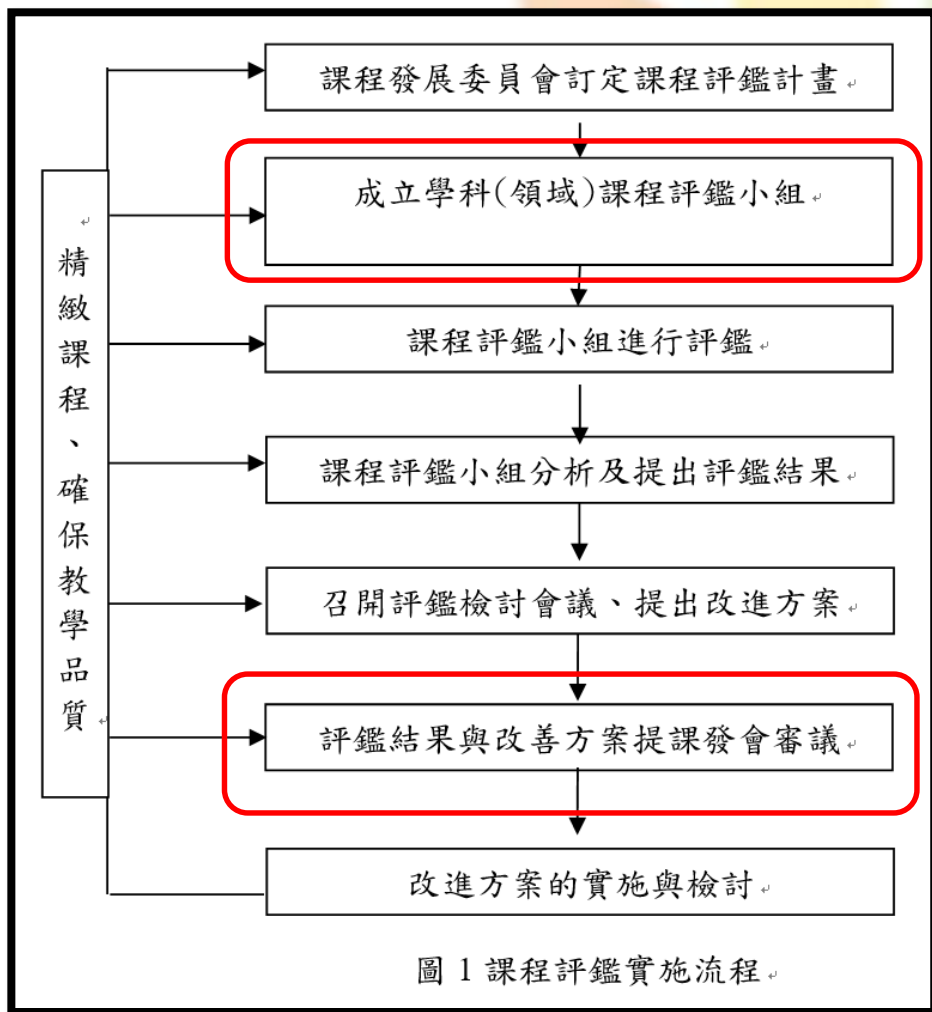 課程發展委員會訂定課程評鑑計畫
成立學科(領域)課程評鑑小組
課程評鑑小組進行評鑑
課程評鑑小組分析及提出評鑑結果
召開評鑑檢討會議、提出改進方案
評鑑結果與改善方案提課發會審議
改進方案的實施與檢討
精緻課程、確保教學品質
圖 1 課程評鑑實施流程